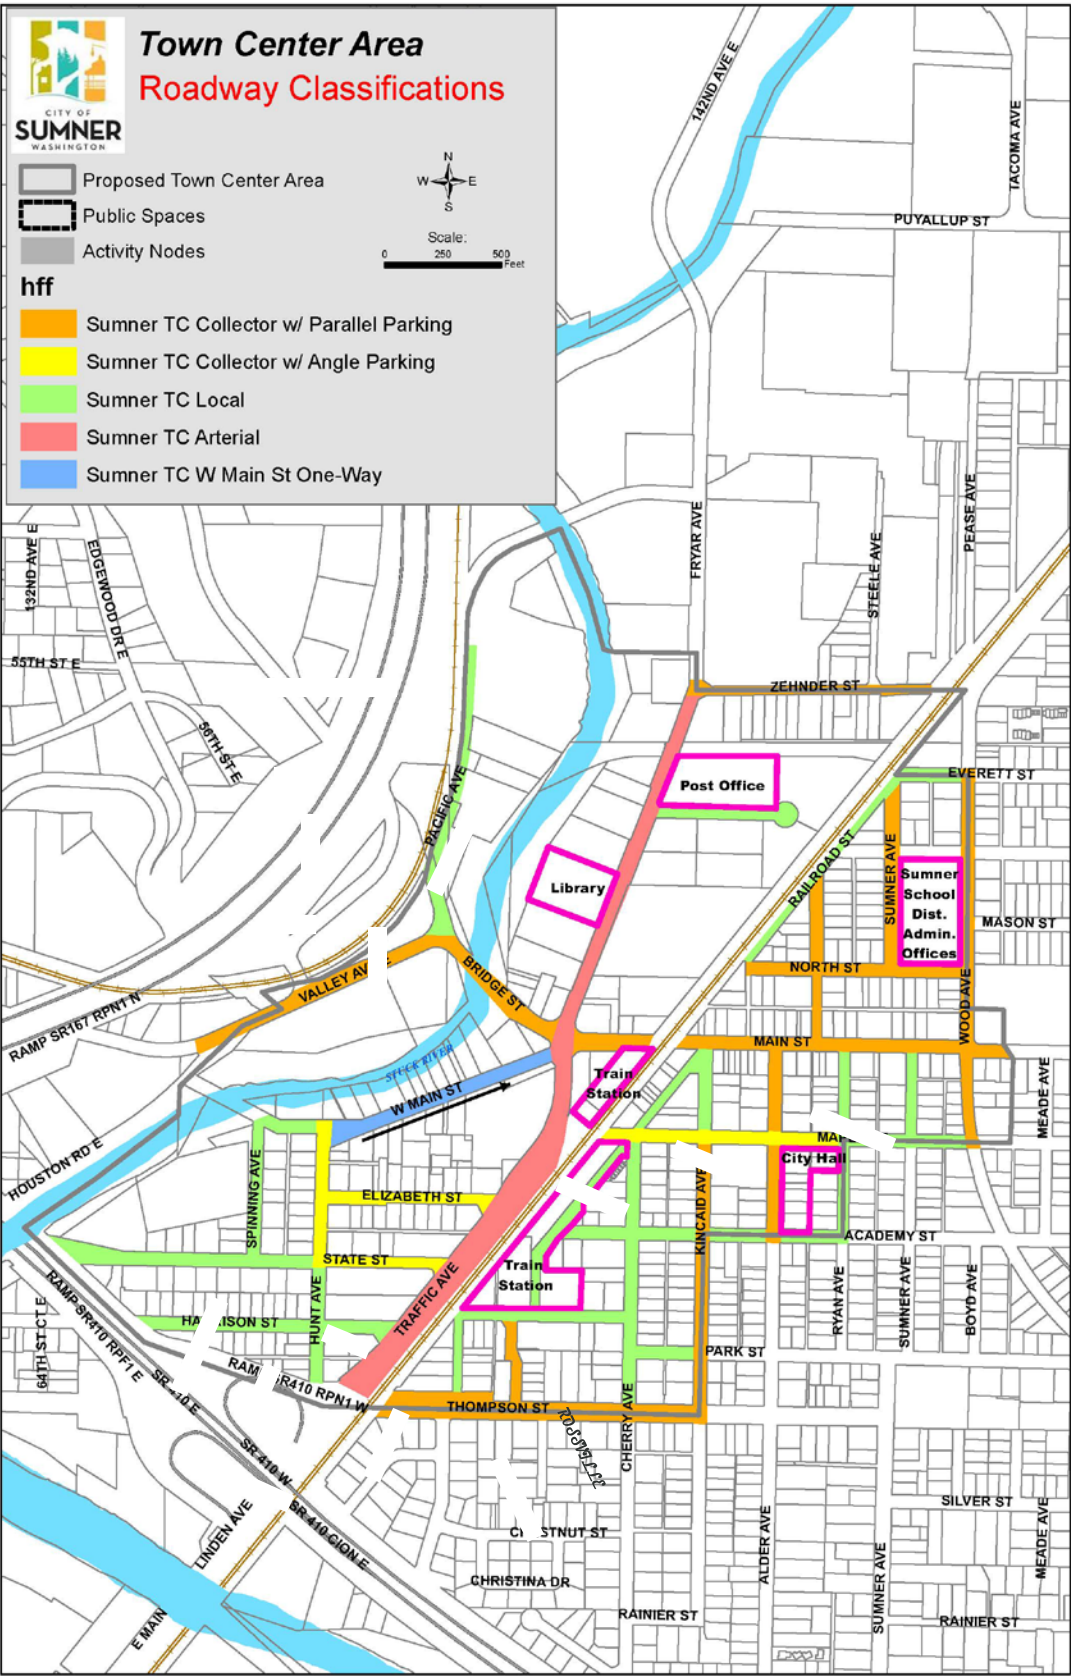 Town Center Area
Roadway Classifications
CITY OF
SUMNER
WASHINGTON
Proposed Town Center Area
Public Spaces
Activity Nodes
N
W
E
S
Scale:
0
250
500
Feet
hff
Sumner TC Collector w/ Parallel Parking
Sumner TC Collector w/ Angle Parking
Sumner TC Local
Sumner TC Arterial
Sumner TC W Main St One-Way
142ND AVE E
TACOMA AVE
PUYALLUP ST
132ND AVE E
EDGEWOOD DR E
55TH ST E
56TH ST E
FRYAR AVE
STEELE AVE
PEASE AVE
ZEHNDER ST
EVERETT ST
PACIFIC AVE
Post Office
RAILROAD ST
SUMNER AVE
Library
Sumner
School
Dist.
Admin.
Offices
MASON ST
NORTH ST
WOOD AVE
VALLEY AVE
BRIDGE ST
RAMP SR167 RPN1 N
MAIN ST
STUCK RIVER
W MAIN ST
Train
Station
MEADE AVE
City Hall
HOUSTON RD E
SPINNING AVE
ELIZABETH ST
KINCAID AVE
ACADEMY ST
STATE ST
Train
Station
HUNT AVE
TRAFFIC AVE
RYAN AVE
SUMNER AVE
BOYD AVE
RAMP SR410 RPF1 E
64TH ST CT E
PARK ST
SR 410 W
THOMPSON ST
CHERRY AVE
SR 410 CION E
LINDEN AVE
SILVER ST
ALDER AVE
MEADE AVE
SUMNER AVE
CHRISTINA DR
RAINIER ST
RAINIER ST
E MAIN